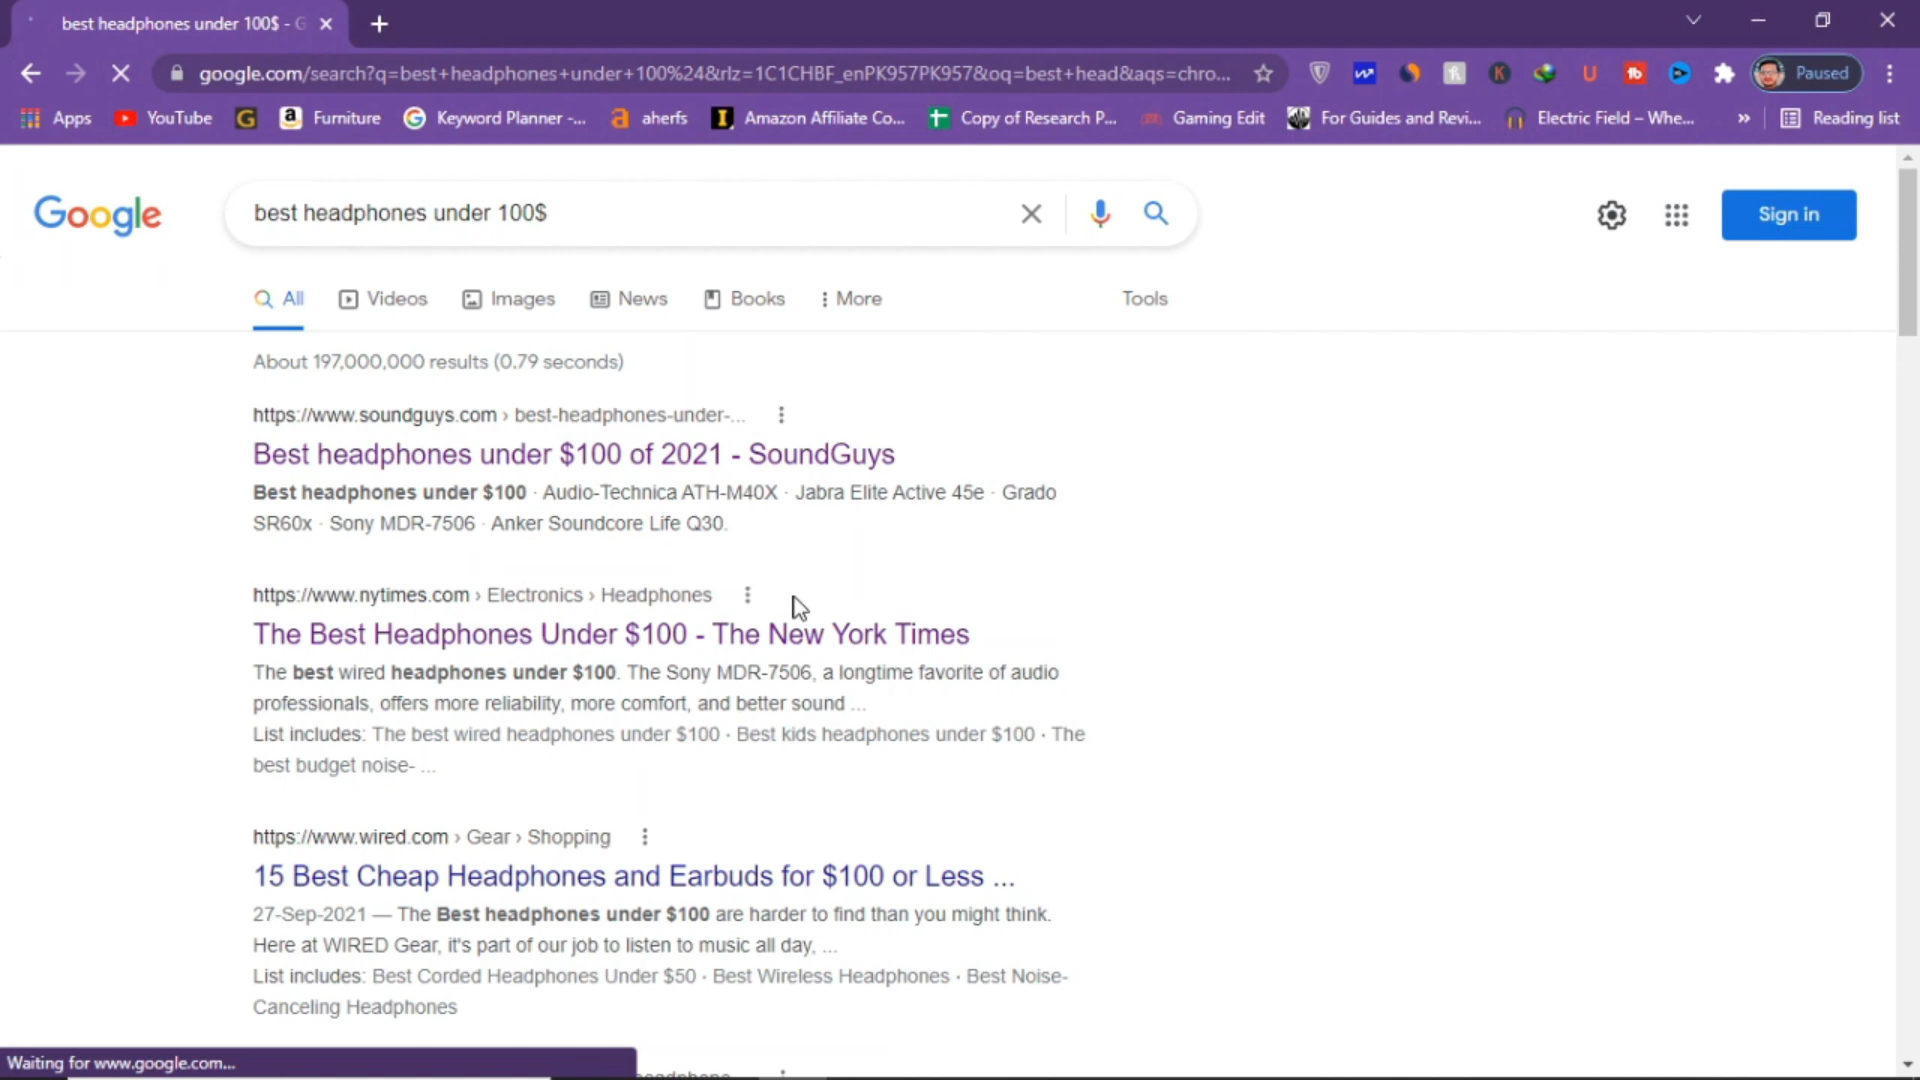 best headphones under 100$ - G
google.com/search?q=best+headphones+under+100%24&rlz=1C1CHBF_enPK957PK957&oq=best+head&aqs=chro...
Paused
Apps
YouTube
Furniture
Keyword Planner -...
aherfs
Amazon Affiliate Co...
Copy of Research P...
Gaming Edit
For Guides and Revi...
Electric Field – Whe...
»
Reading list
Google
best headphones under 100$
Sign in
All
Videos
Images
News
Books
More
Tools
About 197,000,000 results (0.79 seconds)
https://www.soundguys.com › best-headphones-under-...
Best headphones under $100 of 2021 - SoundGuys
Best headphones under $100 · Audio-Technica ATH-M40X · Jabra Elite Active 45e · Grado
SR60x · Sony MDR-7506 · Anker Soundcore Life Q30.
https://www.nytimes.com › Electronics › Headphones
The Best Headphones Under $100 - The New York Times
The best wired headphones under $100. The Sony MDR-7506, a longtime favorite of audio
professionals, offers more reliability, more comfort, and better sound ...
List includes: The best wired headphones under $100 · Best kids headphones under $100 · The
best budget noise- ...
https://www.wired.com › Gear › Shopping
15 Best Cheap Headphones and Earbuds for $100 or Less ...
27-Sep-2021 — The Best headphones under $100 are harder to find than you might think.
Here at WIRED Gear, it's part of our job to listen to music all day, ...
List includes: Best Corded Headphones Under $50 · Best Wireless Headphones · Best Noise-
Canceling Headphones
Waiting for www.google.com...